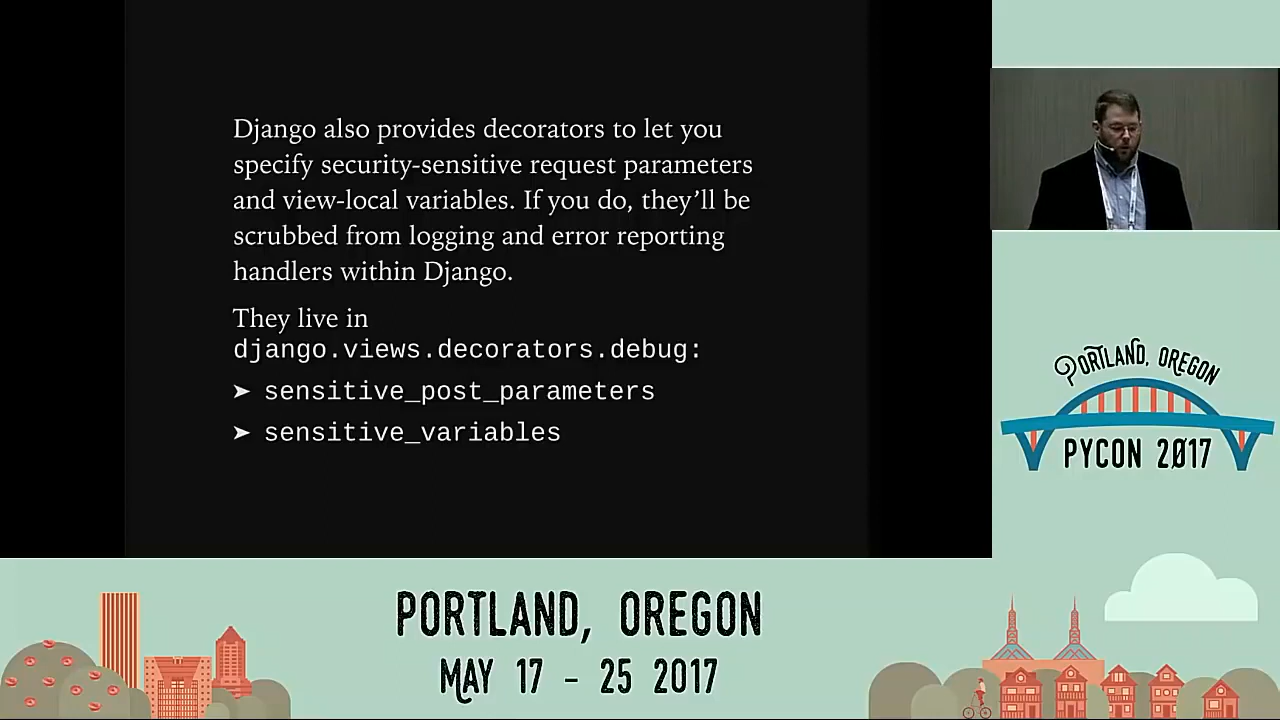 Django also provides decorators to let you
specify security-sensitive request parameters
and view-local variables. If you do, they’ll be
scrubbed from logging and error reporting
handlers within Django.
They live in
django.views.decorators.debug:
➤ sensitive_post_parameters
➤ sensitive_variables
PORTLAND, OREGON
PYCON 2017
PORTLAND, OREGON
MAY 17 - 25 2017